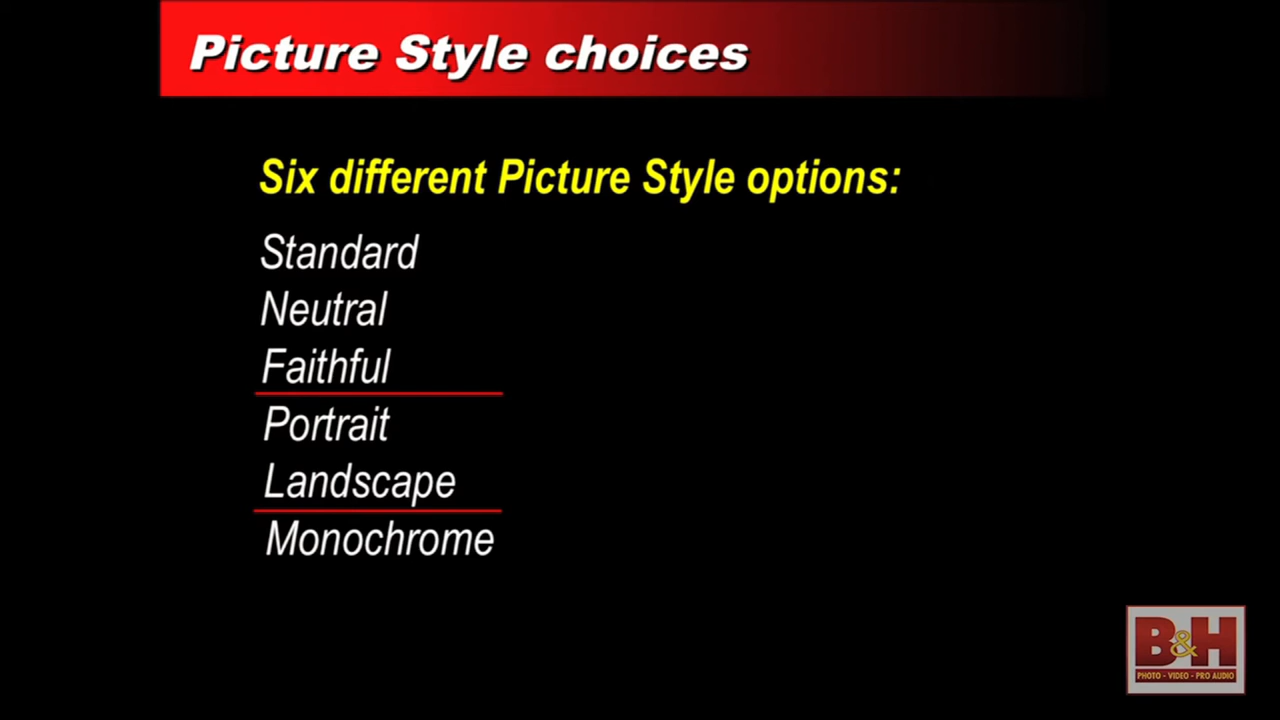 Picture Style choices
Six different Picture Style options:
Standard
Neutral
Faithful
Portrait
Landscape
Monochrome
B&H
PHOTO - VIDEO - PRO AUDIO